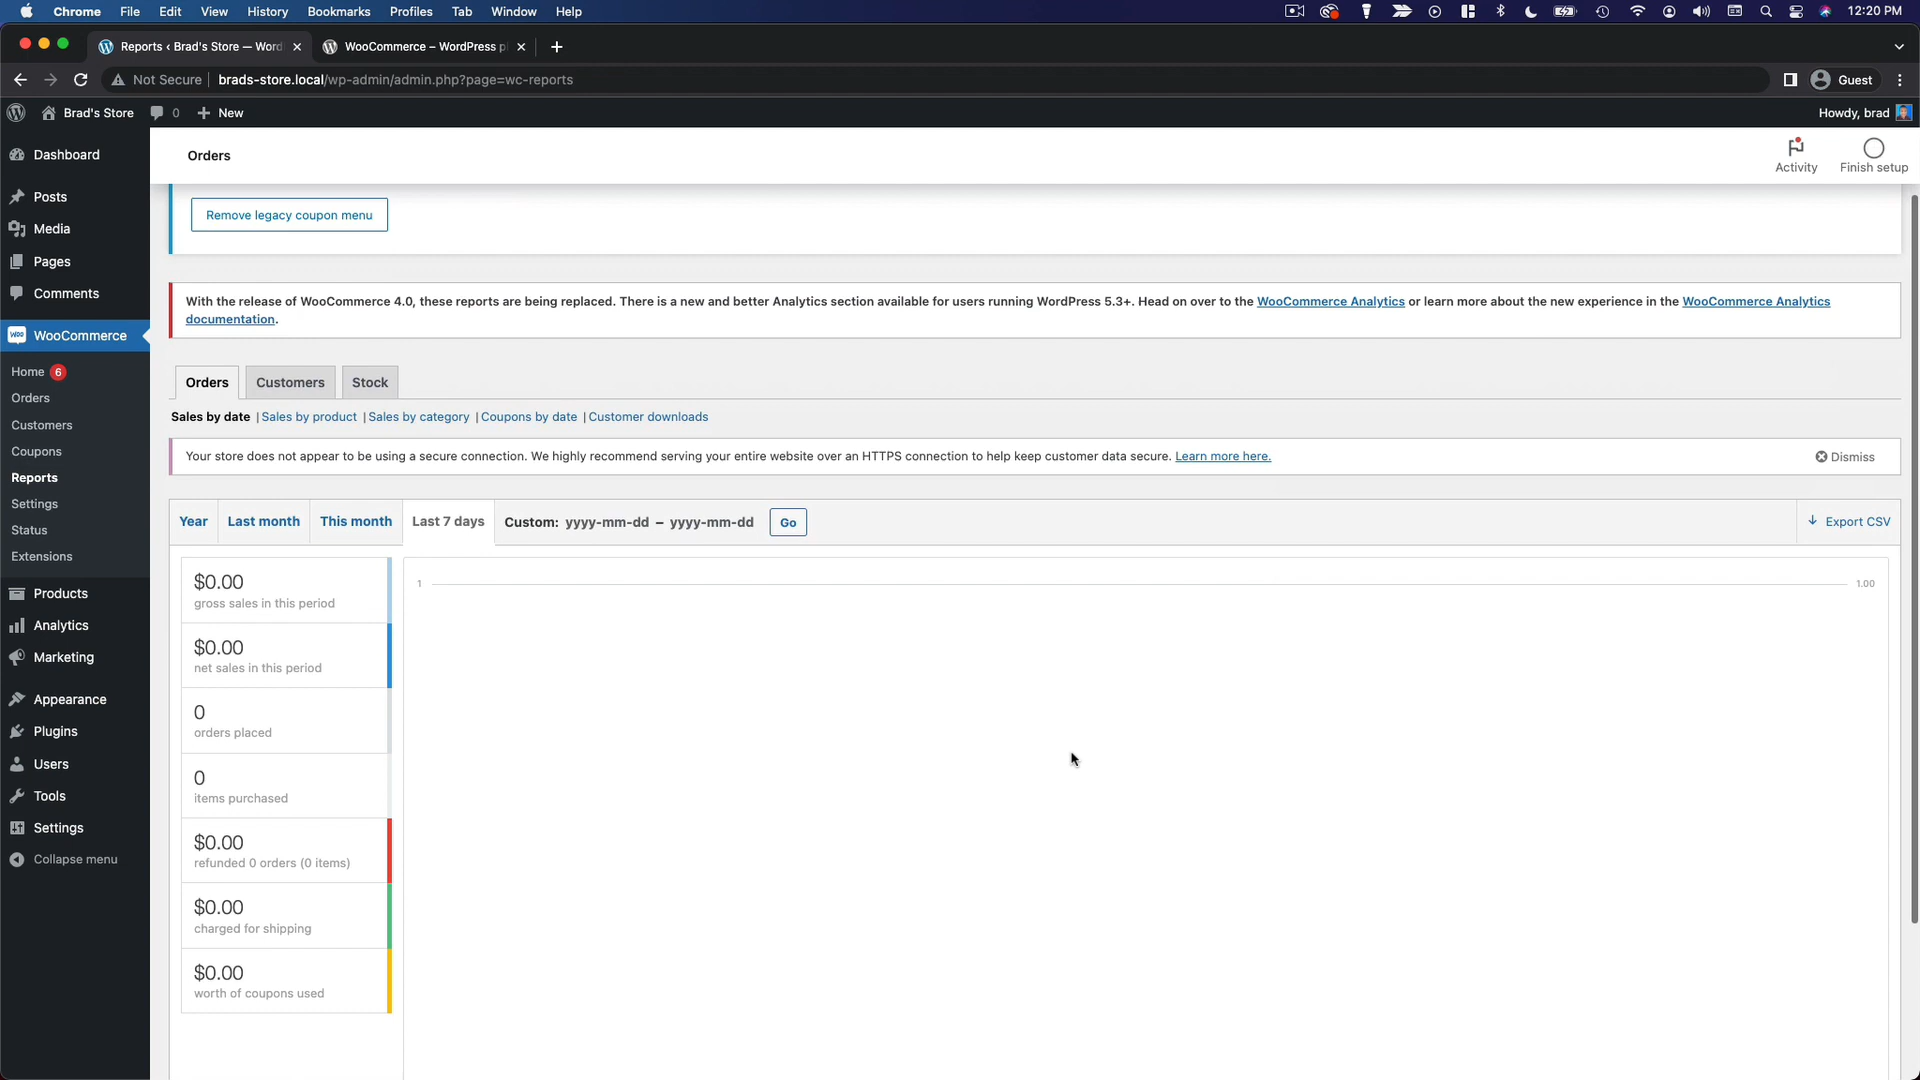 Chrome File Edit View History Bookmarks Profiles Tab Window Help 12:20 PM
Reports ‹ Brad's Store — Word WooCommerce – WordPress p
Not Secure brads-store.local/wp-admin/admin.php?page=wc-reports Guest
Brad's Store 0 New Howdy, brad
Dashboard
Posts
Media
Pages
Comments
WooCommerce
Home 6
Orders
Customers
Coupons
Reports
Settings
Status
Extensions
Products
Analytics
Marketing
Appearance
Plugins
Users
Tools
Settings
Collapse menu
Orders
Activity Finish setup
Remove legacy coupon menu
With the release of WooCommerce 4.0, these reports are being replaced. There is a new and better Analytics section available for users running WordPress 5.3+. Head on over to the WooCommerce Analytics or learn more about the new experience in the WooCommerce Analytics
documentation.
Orders Customers Stock
Sales by date | Sales by product | Sales by category | Coupons by date | Customer downloads
Your store does not appear to be using a secure connection. We highly recommend serving your entire website over an HTTPS connection to help keep customer data secure. Learn more here. Dismiss
Year Last month This month Last 7 days Custom: yyyy-mm-dd – yyyy-mm-dd Go Export CSV
$0.00
gross sales in this period
$0.00
net sales in this period
0
orders placed
0
items purchased
$0.00
refunded 0 orders (0 items)
$0.00
charged for shipping
$0.00
worth of coupons used
1 1.00